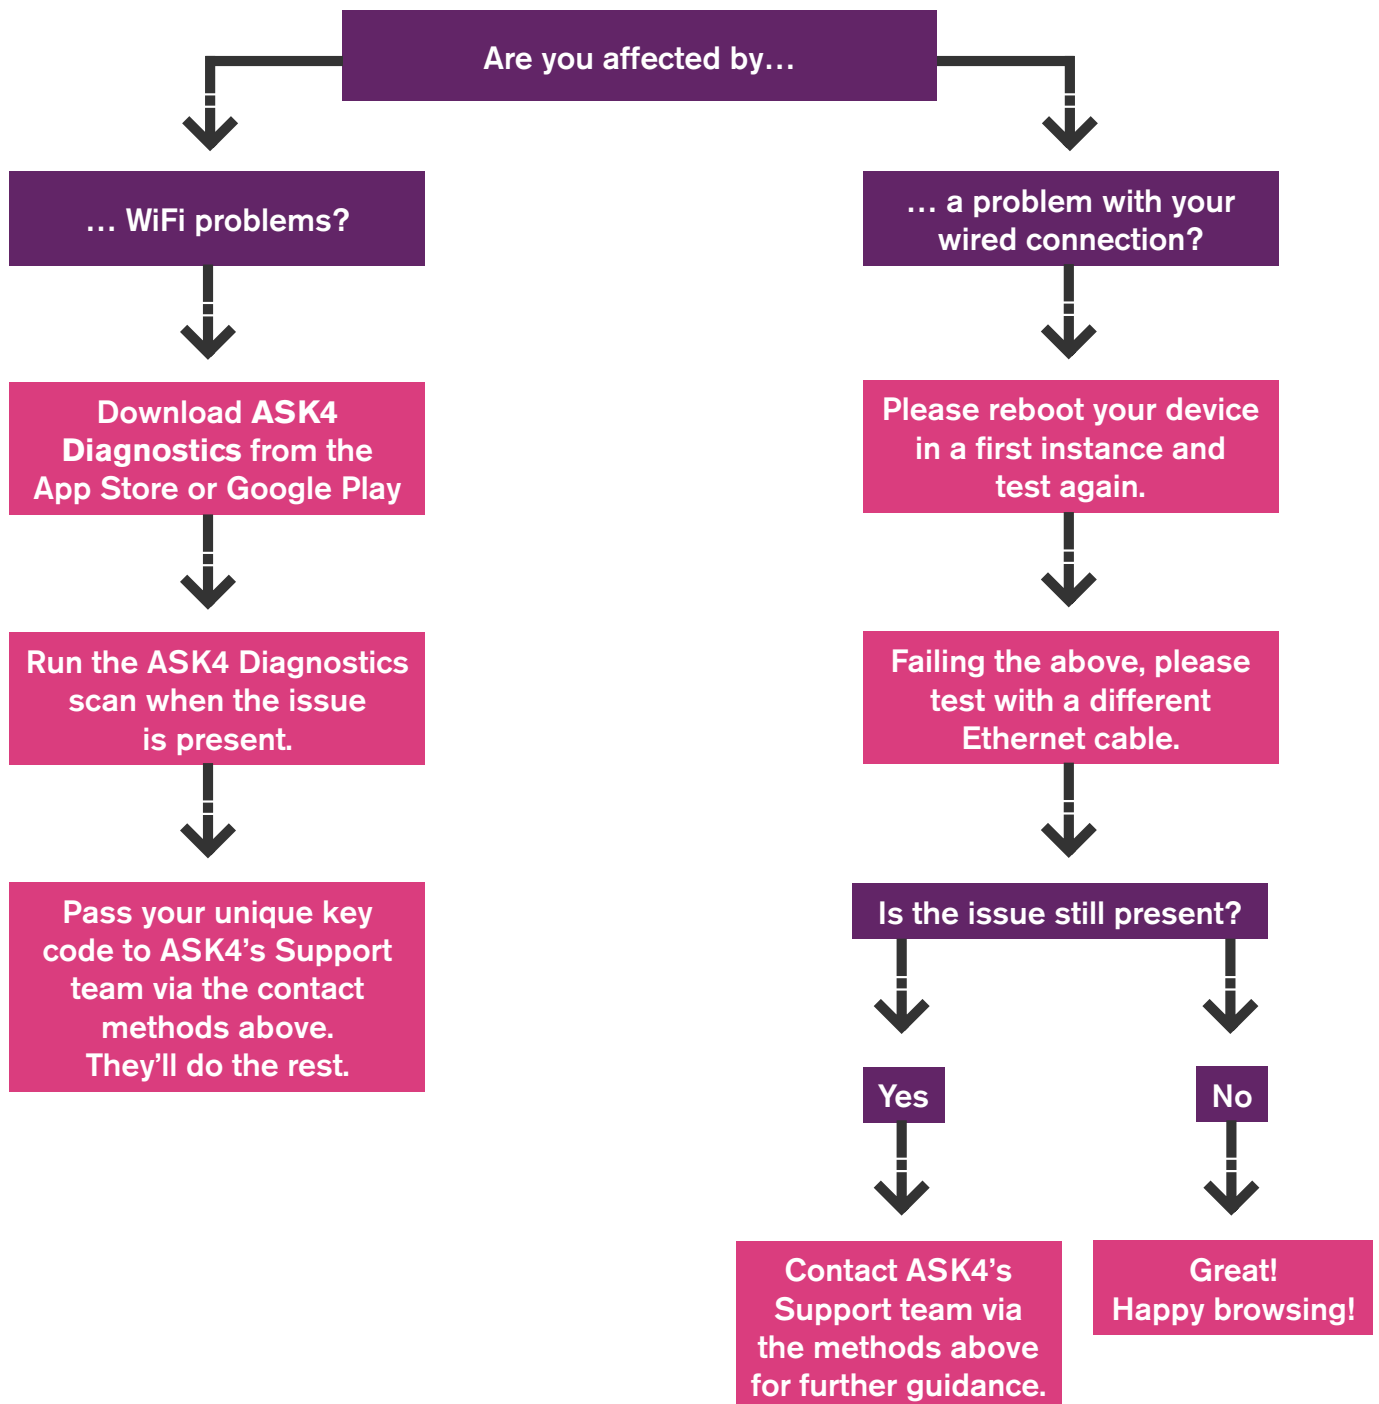 Are you affected by…
… WiFi problems?
Download ASK4
Diagnostics from the
App Store or Google Play
Run the ASK4 Diagnostics
scan when the issue
is present.
Pass your unique key
code to ASK4’s Support
team via the contact
methods above.
They’ll do the rest.
… a problem with your
wired connection?
Please reboot your device
in a first instance and
test again.
Failing the above, please
test with a different
Ethernet cable.
Is the issue still present?
Yes
No
Contact ASK4’s
Support team via
the methods above
for further guidance.
Great!
Happy browsing!